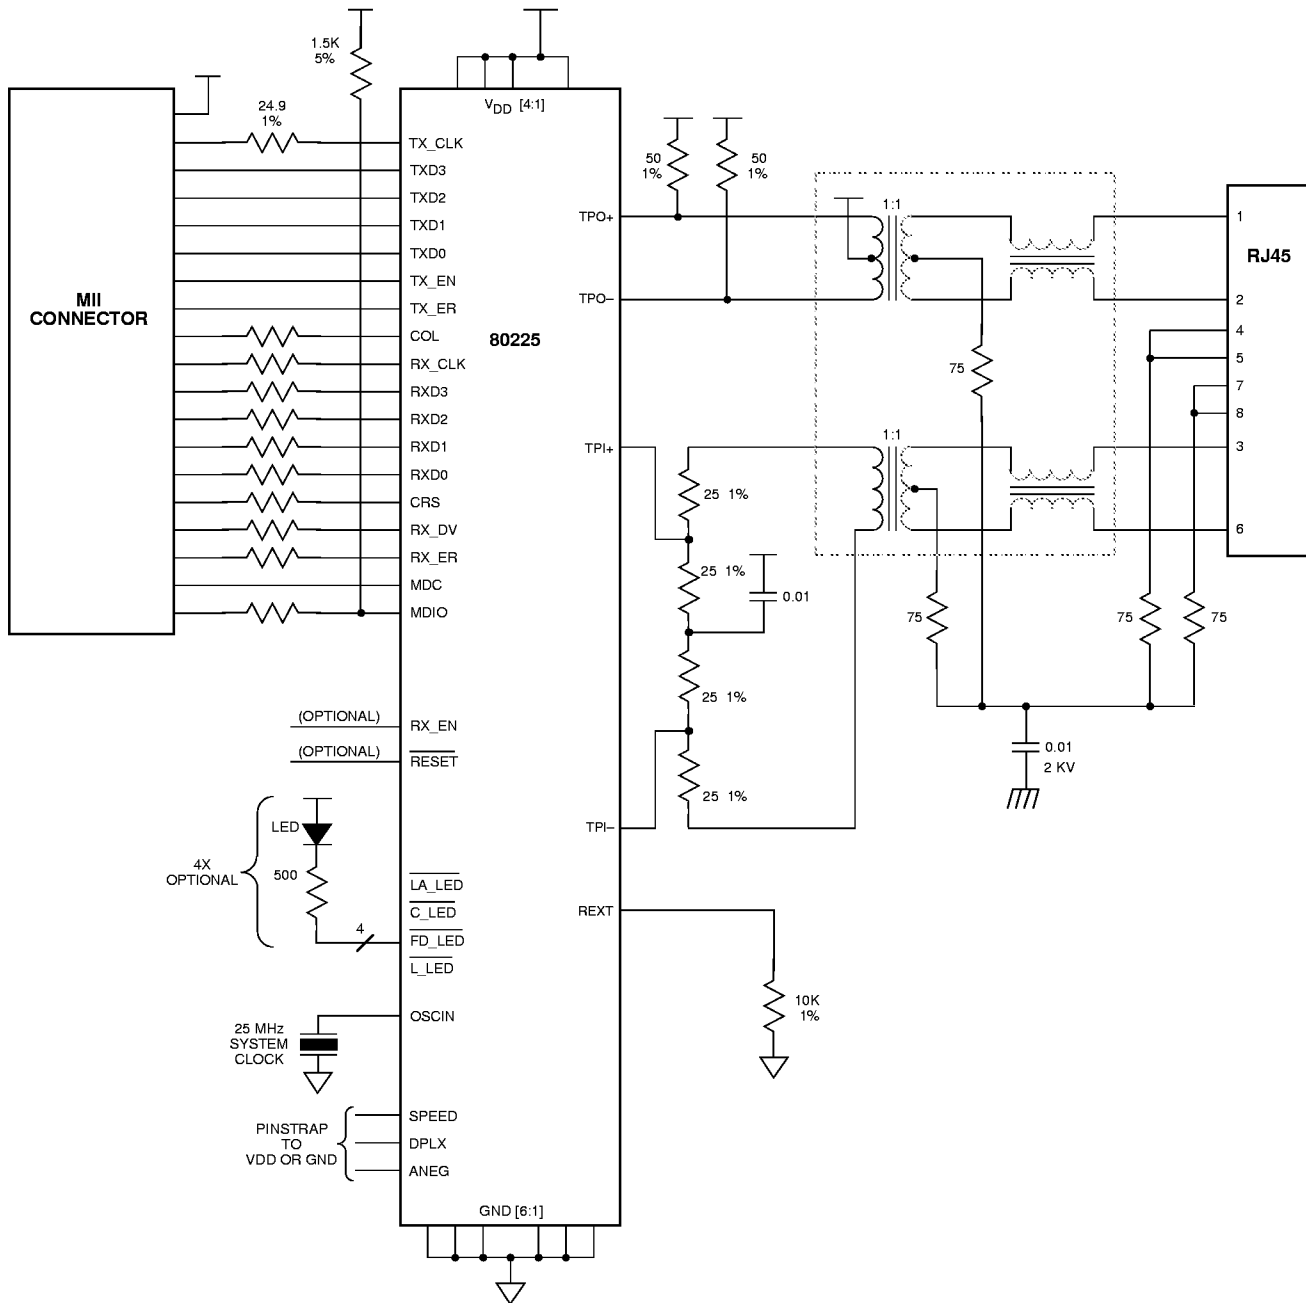 1.5K
5%
V DD [4:1]
24.9
1%
TX_CLK
TXD3
TXD2
TXD1
TXD0
TX_EN
TX_ER
COL
RX_CLK
RXD3
RXD2
RXD1
RXD0
CRS
RX_DV
RX_ER
MDC
MDIO
MII
CONNECTOR
80225
(OPTIONAL)
RX_EN
(OPTIONAL)
RESET
LED
4X
OPTIONAL
500
4
LA_LED
C_LED
FD_LED
L_LED
25 MHz
SYSTEM
CLOCK
OSCIN
PINSTRAP
TO
VDD OR GND
SPEED
DPLX
ANEG
GND [6:1]
TPO+
TPO–
TPI+
TPI–
REXT
50
1%
50
1%
1:1
75
1:1
25 1%
25 1%
0.01
25 1%
25 1%
75
75
75
0.01
2 KV
10K
1%
RJ45
1
2
4
5
7
8
3
6